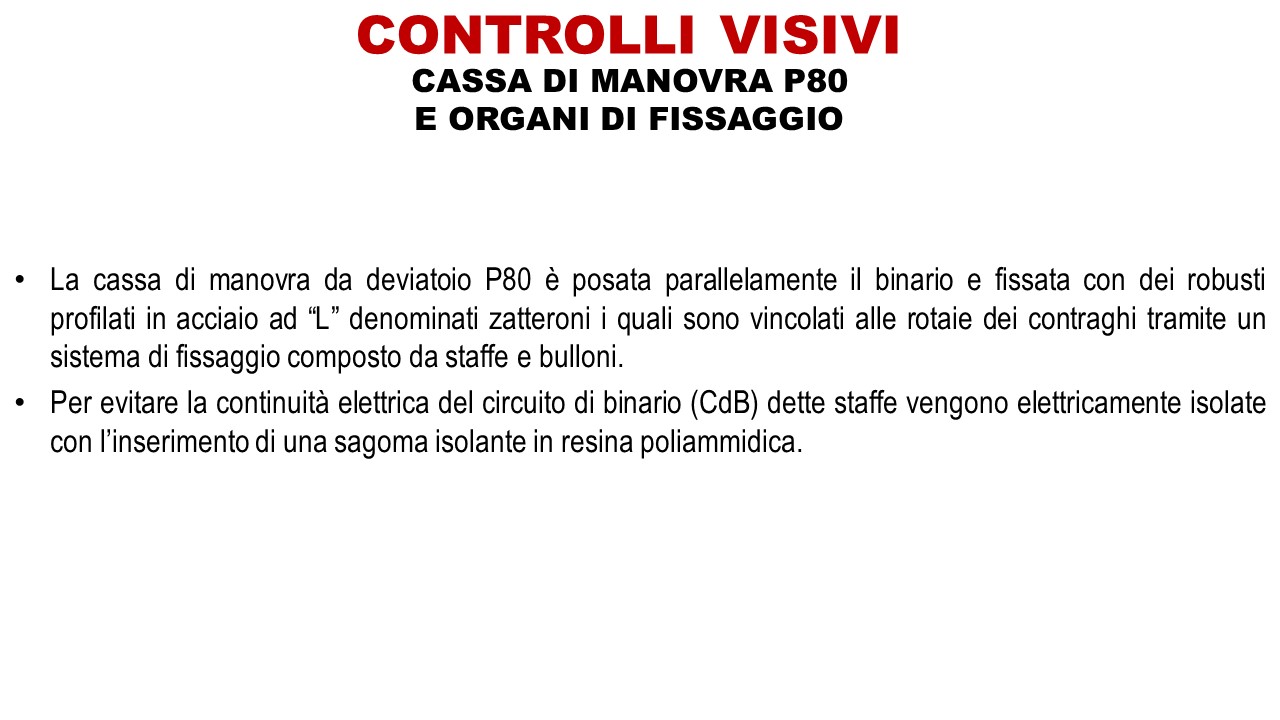 CONTROLLI VISIVI
CASSA DI MANOVRA P80
E ORGANI DI FISSAGGIO
• La cassa di manovra da deviatoio P80 è posata parallelamente il binario e fissata con dei robusti
profilati in acciaio ad “L” denominati zatteroni i quali sono vincolati alle rotaie dei contraghi tramite un
sistema di fissaggio composto da staffe e bulloni.
• Per evitare la continuità elettrica del circuito di binario (CdB) dette staffe vengono elettricamente isolate
con l’inserimento di una sagoma isolante in resina poliammidica.